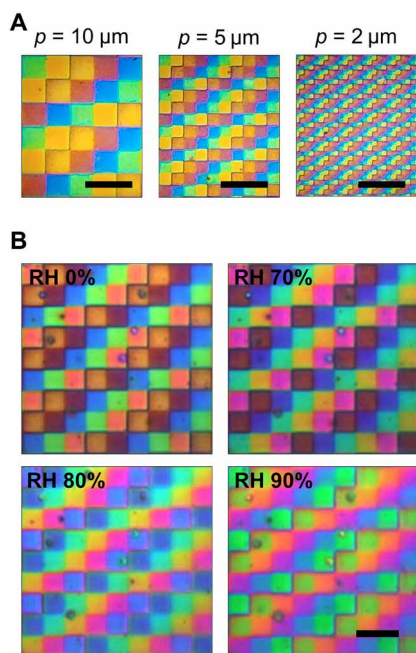 A
p = 10 µm
p = 5 µm
p = 2 µm
B
RH 0%
RH 70%
RH 80%
RH 90%